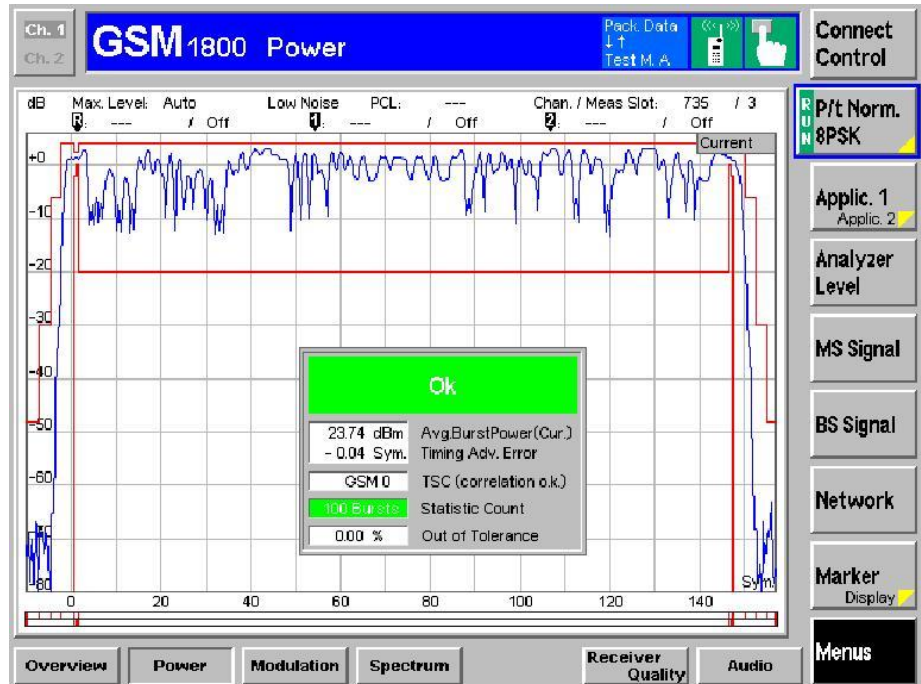 Ch. 1
Ch. 2
GSM 1800 Power
Pack. Data
↓↑
Test M. A.
Connect
Control
dB Max. Level: Auto Low Noise PCL: --- Chan. / Meas Slot: 735 / 3
R: --- / Off 1: --- / Off 2: --- / Off
Current
RUN
P/t Norm.
8PSK
Applic. 1
Applic. 2
Analyzer
Level
MS Signal
BS Signal
Network
Marker
Display
Menus
+0
-10
-20
-30
-40
-50
-60
-80
Ok
23.74 dBm Avg.BurstPower(Cur.)
- 0.04 Sym. Timing Adv. Error
GSM 0 TSC (correlation o.k.)
100 Bursts Statistic Count
0.00 % Out of Tolerance
Sym.
0 20 40 60 80 100 120 140
Overview Power Modulation Spectrum Receiver Quality Audio